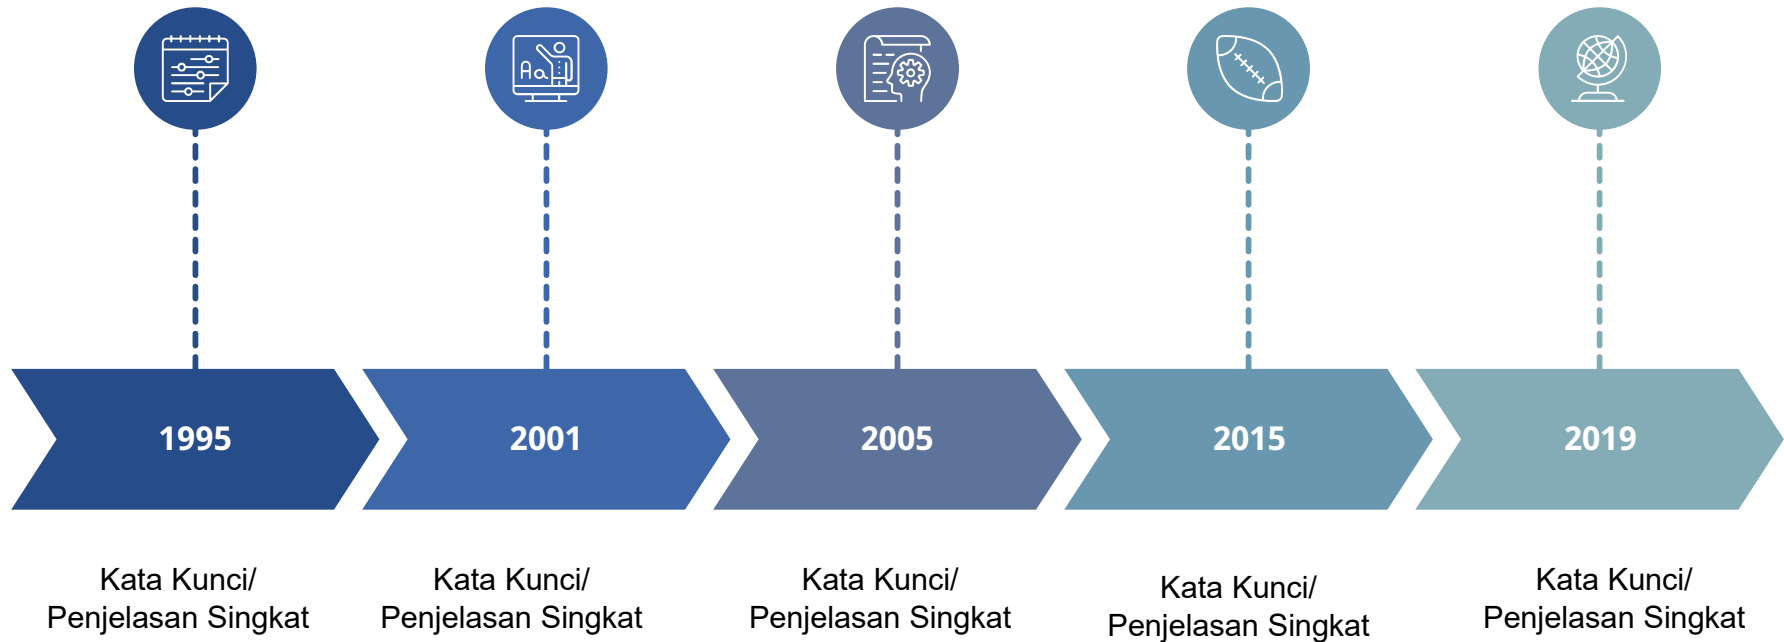 Aa
1995
2001
2005
2015
2019
Kata Kunci/
Penjelasan Singkat
Kata Kunci/
Penjelasan Singkat
Kata Kunci/
Penjelasan Singkat
Kata Kunci/
Penjelasan Singkat
Kata Kunci/
Penjelasan Singkat